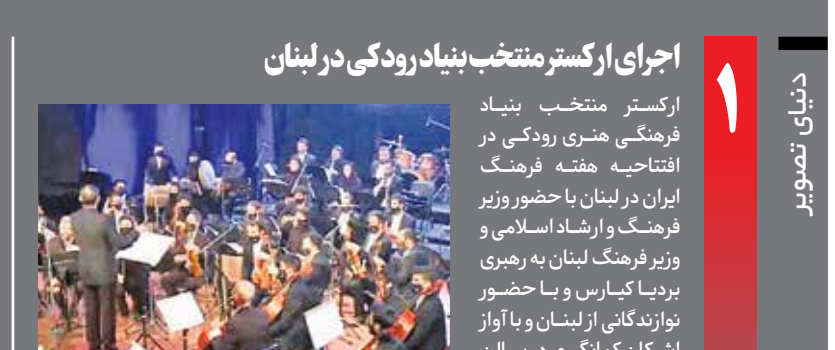 دنیای تصویر
۱
اجرای ارکستر منتخب بنیاد رودکی در لبنان
ارکستر منتخب بنیاد
فرهنگی هنری رودکی در
افتتاحیه هفته فرهنگ
ایران در لبنان با حضور وزیر
فرهنگ و ارشاد اسلامی و
وزیر فرهنگ لبنان به رهبری
بردیا کیارس و با حضور
نوازندگانی از لبنان و با آواز